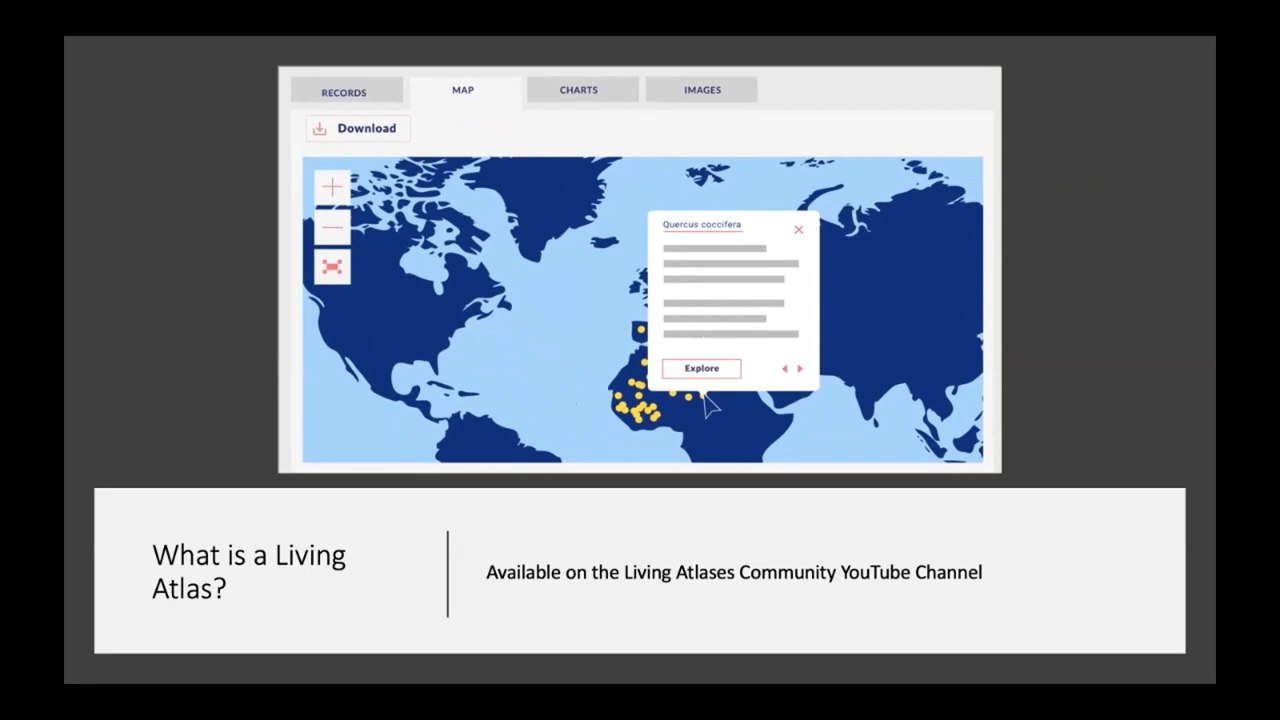 RECORDS
MAP
CHARTS
IMAGES
Download
Quercus coccifera
Explore
What is a Living
Atlas?
Available on the Living Atlases Community YouTube Channel